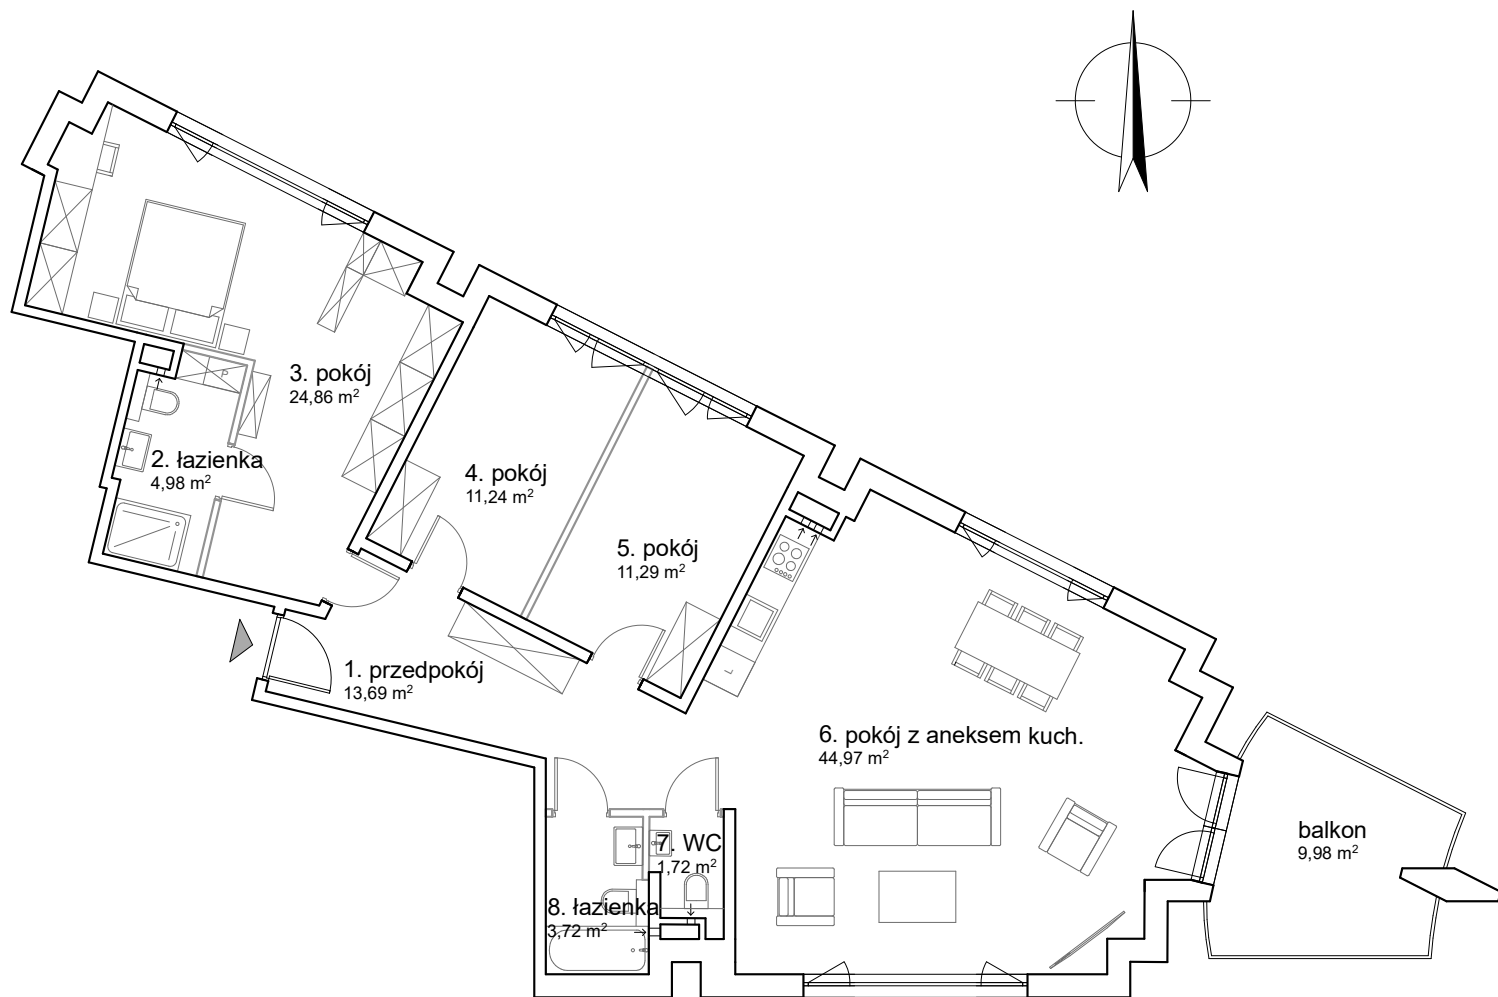 3. pokój
24,86 m²
2. łazienka
4,98 m²
P
4. pokój
11,24 m²
5. pokój
11,29 m²
1. przedpokój
13,69 m²
L
6. pokój z aneksem kuch.
44,97 m²
7. WC
1,72 m²
8. łazienka
3,72 m²
balkon
9,98 m²